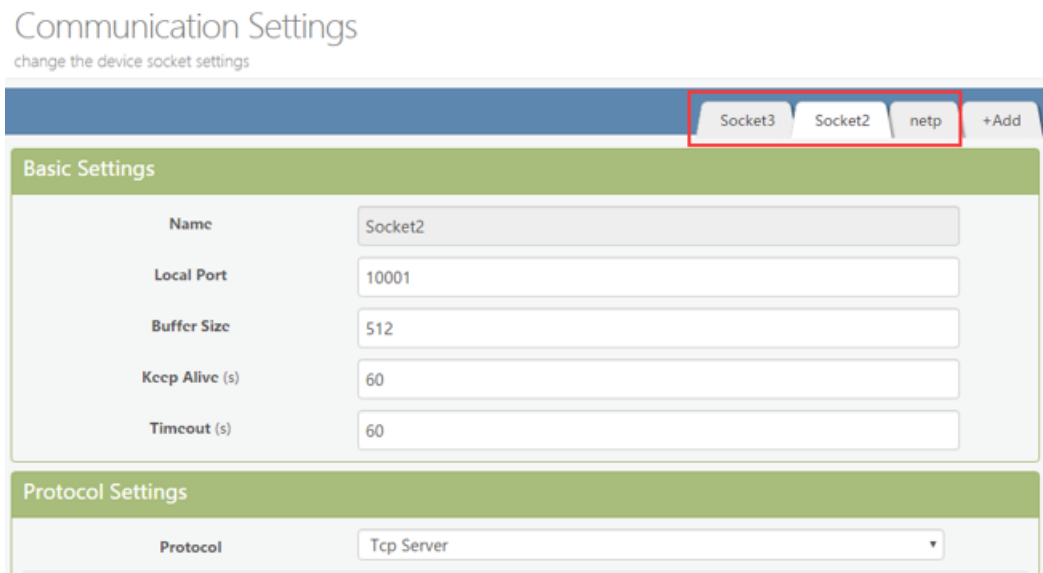 Communication Settings
change the device socket settings
Socket3 Socket2 netp +Add
Basic Settings
Name Socket2
Local Port 10001
Buffer Size 512
Keep Alive (s) 60
Timeout (s) 60
Protocol Settings
Protocol Tcp Server